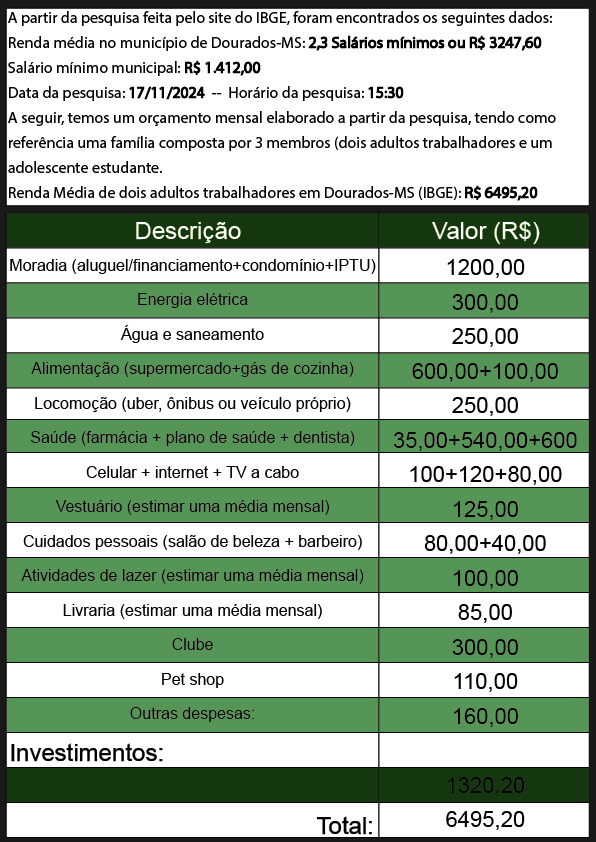 A partir da pesquisa feita pelo site do IBGE, foram encontrados os seguintes dados:
Renda média no município de Dourados-MS: 2,3 Salários mínimos ou R$ 3247,60
Salário mínimo municipal: R$ 1.412,00
Data da pesquisa: 17/11/2024 -- Horário da pesquisa: 15:30
A seguir, temos um orçamento mensal elaborado a partir da pesquisa, tendo como
referência uma família composta por 3 membros (dois adultos trabalhadores e um
adolescente estudante.
Renda Média de dois adultos trabalhadores em Dourados-MS (IBGE): R$ 6495,20
Descrição Valor (R$)
Moradia (aluguel/financiamento+condomínio+IPTU) 1200,00
Energia elétrica 300,00
Água e saneamento 250,00
Alimentação (supermercado+gás de cozinha) 600,00+100,00
Locomoção (uber, ônibus ou veículo próprio) 250,00
Saúde (farmácia + plano de saúde + dentista) 35,00+540,00+600
Celular + internet + TV a cabo 100+120+80,00
Vestuário (estimar uma média mensal) 125,00
Cuidados pessoais (salão de beleza + barbeiro) 80,00+40,00
Atividades de lazer (estimar uma média mensal) 100,00
Livraria (estimar uma média mensal) 85,00
Clube 300,00
Pet shop 110,00
Outras despesas: 160,00
Investimentos:
1320,20
Total: 6495,20